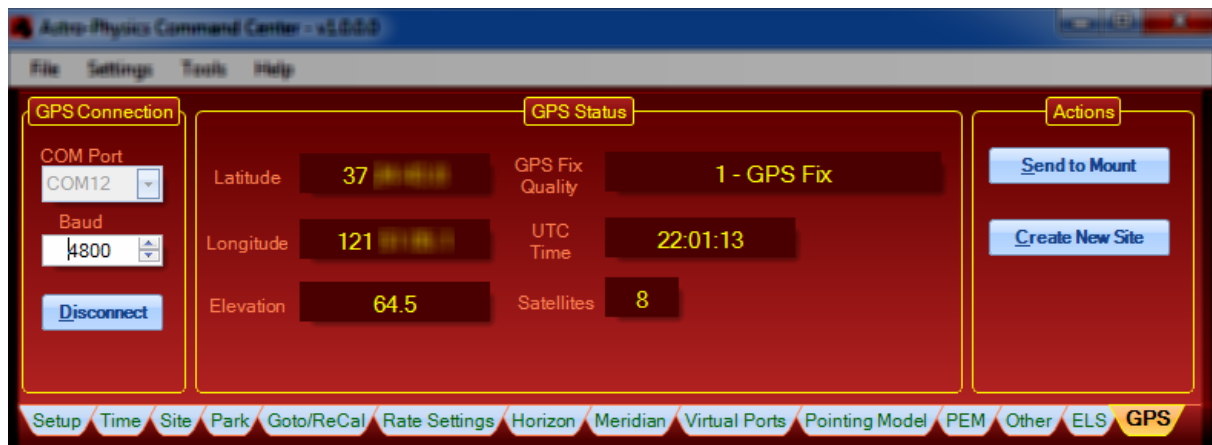 Astro-Physics Command Center - v1.0.0.0
File Settings Tools Help
GPS Connection
COM Port
COM12
Baud
4800
Disconnect
GPS Status
Latitude 37
GPS Fix Quality 1 - GPS Fix
Longitude 121
UTC Time 22:01:13
Elevation 64.5
Satellites 8
Actions
Send to Mount
Create New Site
Setup Time Site Park Goto/ReCal Rate Settings Horizon Meridian Virtual Ports Pointing Model PEM Other ELS GPS